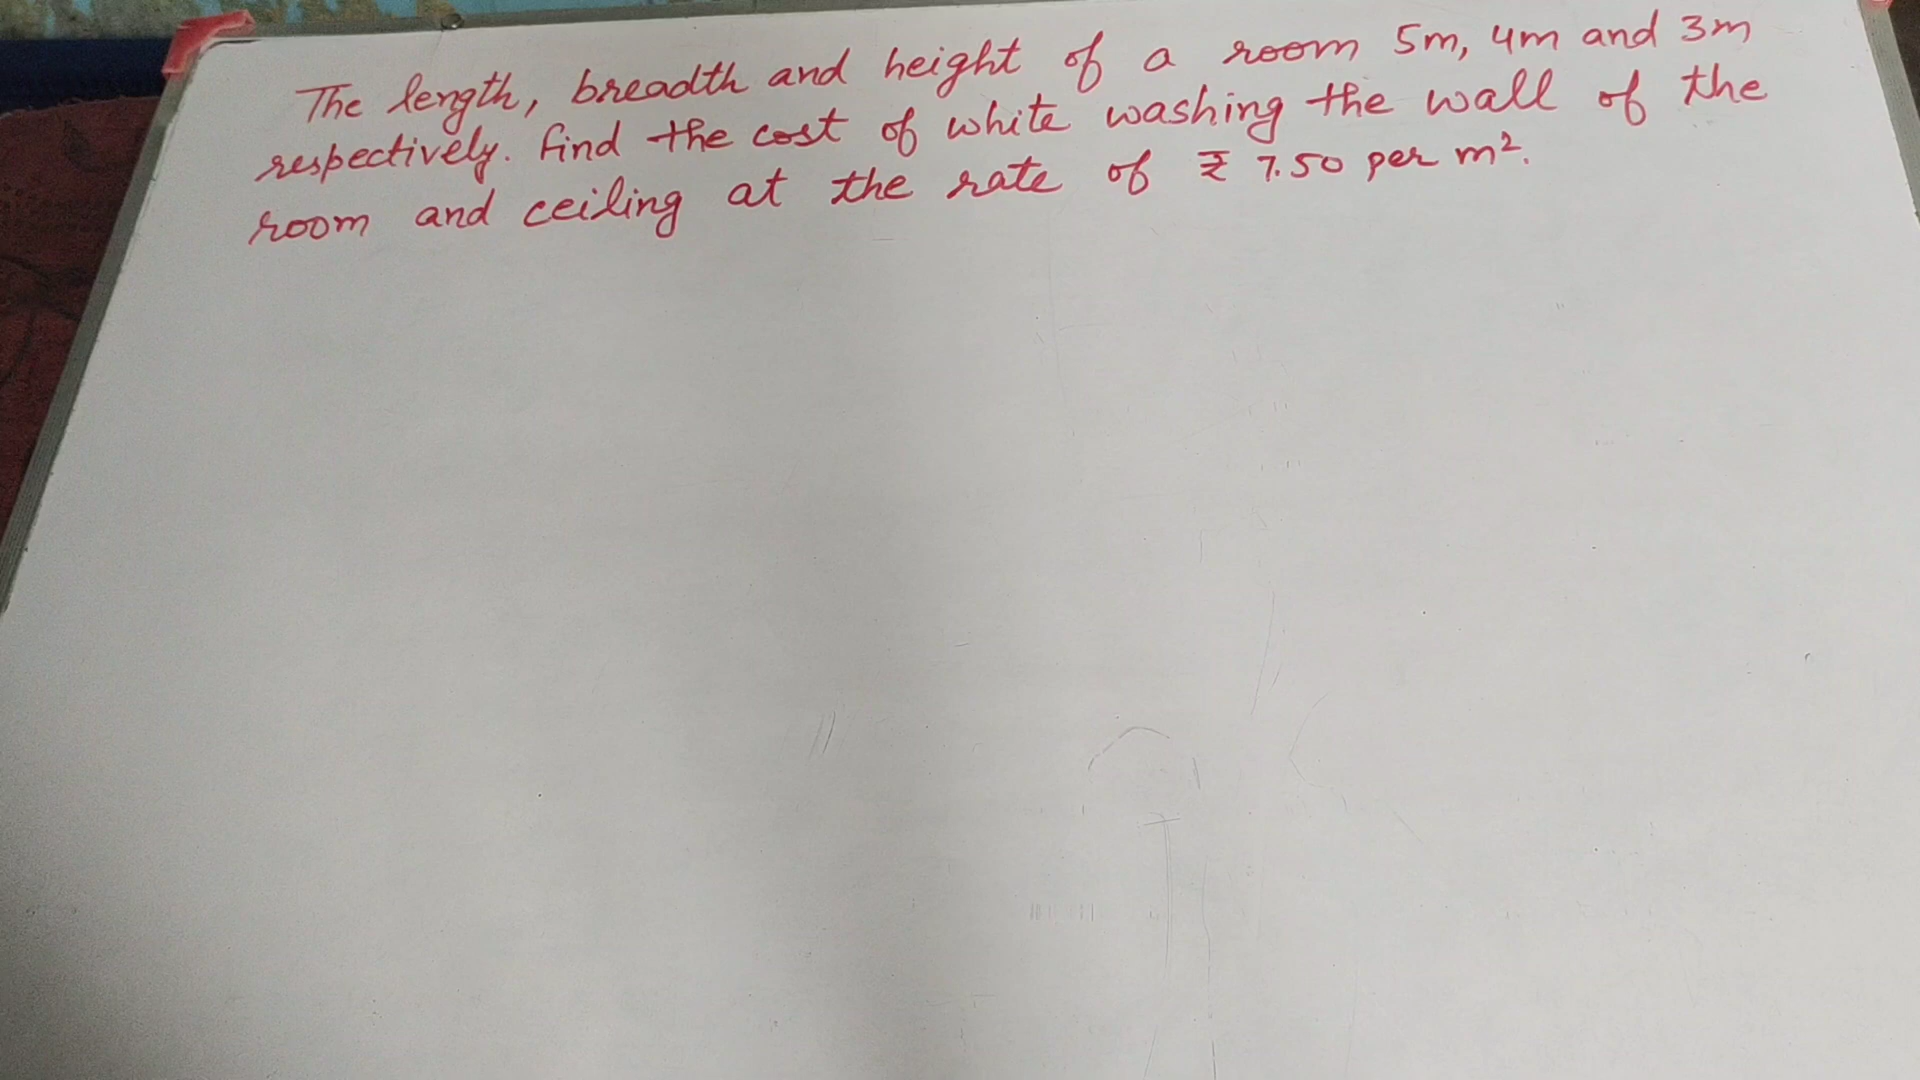 The length, breadth and height of a room 5m, 4m and 3m
respectively. find the cost of white washing the wall of the
room and ceiling at the rate of ₹ 7.50 per m².